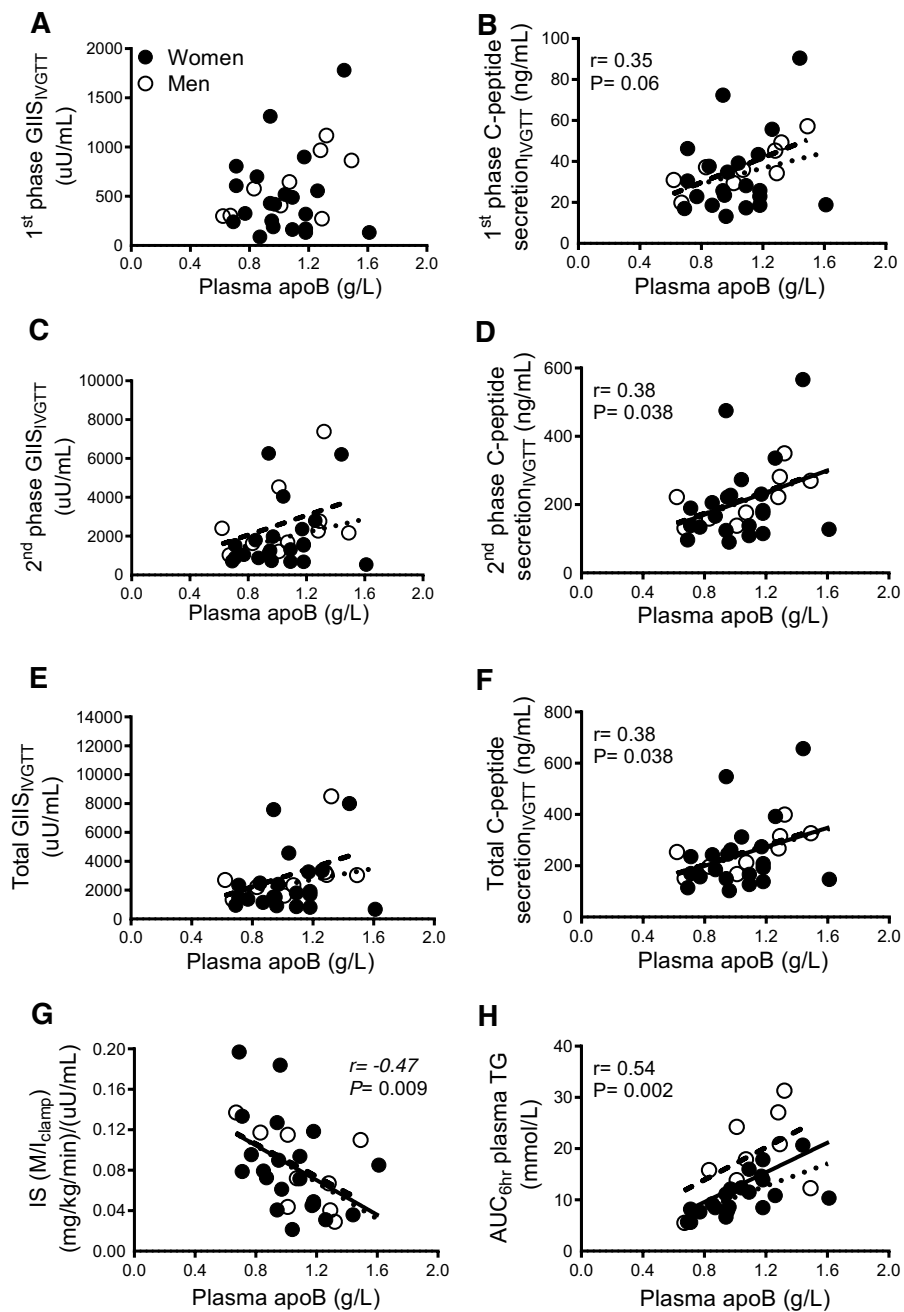 A
1st phase GIISIVGTT
(uU/mL)
2000
1500
1000
500
0
Women
Men
0.0 0.4 0.8 1.2 1.6 2.0
Plasma apoB (g/L)
B
1st phase C-peptide
secretionIVGTT (ng/mL)
100
80
60
40
20
0
r= 0.35
P= 0.06
0.0 0.4 0.8 1.2 1.6 2.0
Plasma apoB (g/L)
C
2nd phase GIISIVGTT
(uU/mL)
10000
8000
6000
4000
2000
0
0.0 0.4 0.8 1.2 1.6 2.0
Plasma apoB (g/L)
D
2nd phase C-peptide
secretionIVGTT (ng/mL)
600
400
200
0
r= 0.38
P= 0.038
0.0 0.4 0.8 1.2 1.6 2.0
Plasma apoB (g/L)
E
Total GIISIVGTT
(uU/mL)
14000
12000
10000
8000
6000
4000
2000
0
0.0 0.4 0.8 1.2 1.6 2.0
Plasma apoB (g/L)
F
Total C-peptide
secretionIVGTT (ng/mL)
800
600
400
200
0
r= 0.38
P= 0.038
0.0 0.4 0.8 1.2 1.6 2.0
Plasma apoB (g/L)
G
IS (M/Iclamp)
(mg/kg/min)/(uU/mL)
0.20
0.16
0.12
0.08
0.04
0.00
r= -0.47
P= 0.009
0.0 0.4 0.8 1.2 1.6 2.0
Plasma apoB (g/L)
H
AUC6hr plasma TG
(mmol/L)
40
30
20
10
0
r= 0.54
P= 0.002
0.0 0.4 0.8 1.2 1.6 2.0
Plasma apoB (g/L)